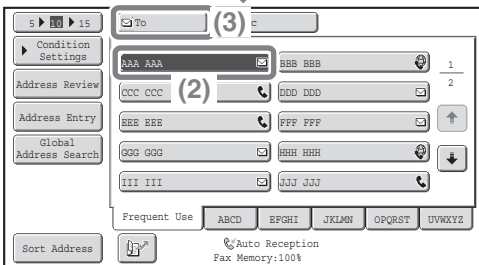 5 10 15
To
(3)
c
Condition
Settings
AAA AAA
BBB BBB
1
2
Address Review
CCC CCC
(2)
DDD DDD
Address Entry
EEE EEE
FFF FFF
Global
Address Search
GGG GGG
HHH HHH
III III
JJJ JJJ
Frequent Use
ABCD
EFGHI
JKLMN
OPQRST
UVWXYZ
Sort Address
Auto Reception
Fax Memory:100%